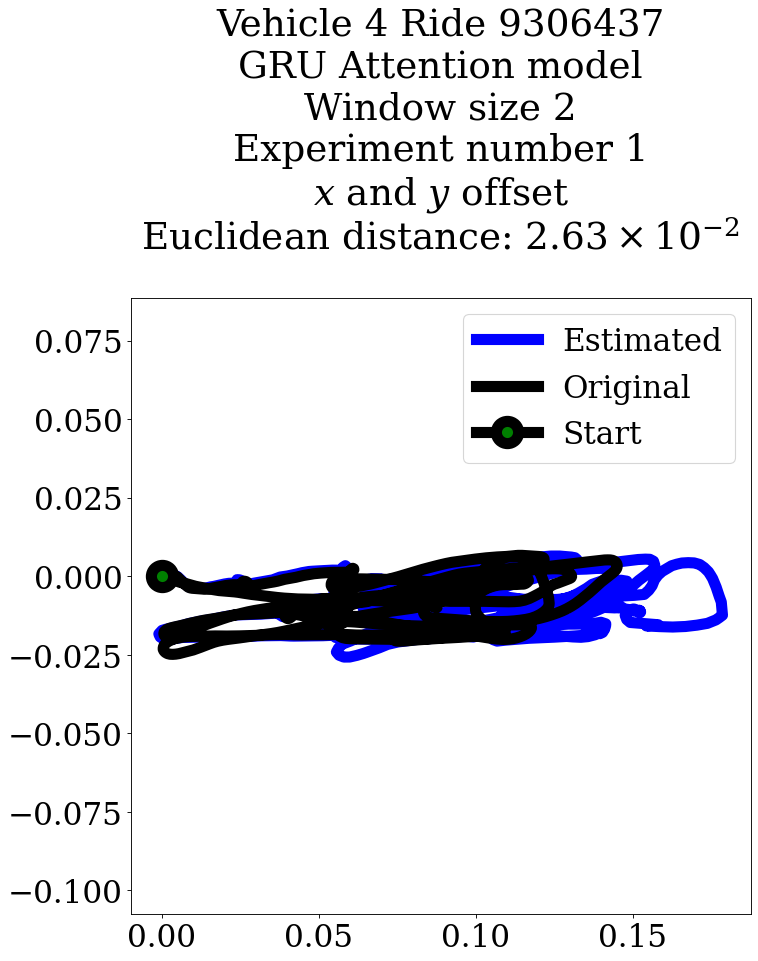 Vehicle 4 Ride 9306437
GRU Attention model
Window size 2
Experiment number 1
x and y offset
Euclidean distance: 2.63 × 10⁻²
Estimated
Original
Start
0.075
0.050
0.025
0.000
−0.025
−0.050
−0.075
−0.100
0.00 0.05 0.10 0.15